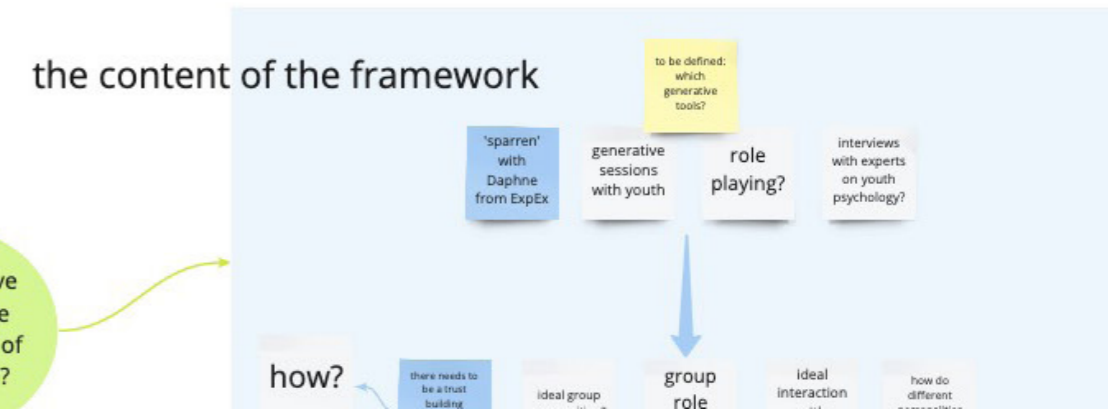 the content of the framework
to be defined:
which
generative
tools?
'sparren'
with
Daphne
from ExpEx
generative
sessions
with youth
role
playing?
interviews
with experts
on youth
psychology?
of
?
how?
there needs to
be a trust
building
ideal group
group
role
ideal
interaction
how do
different